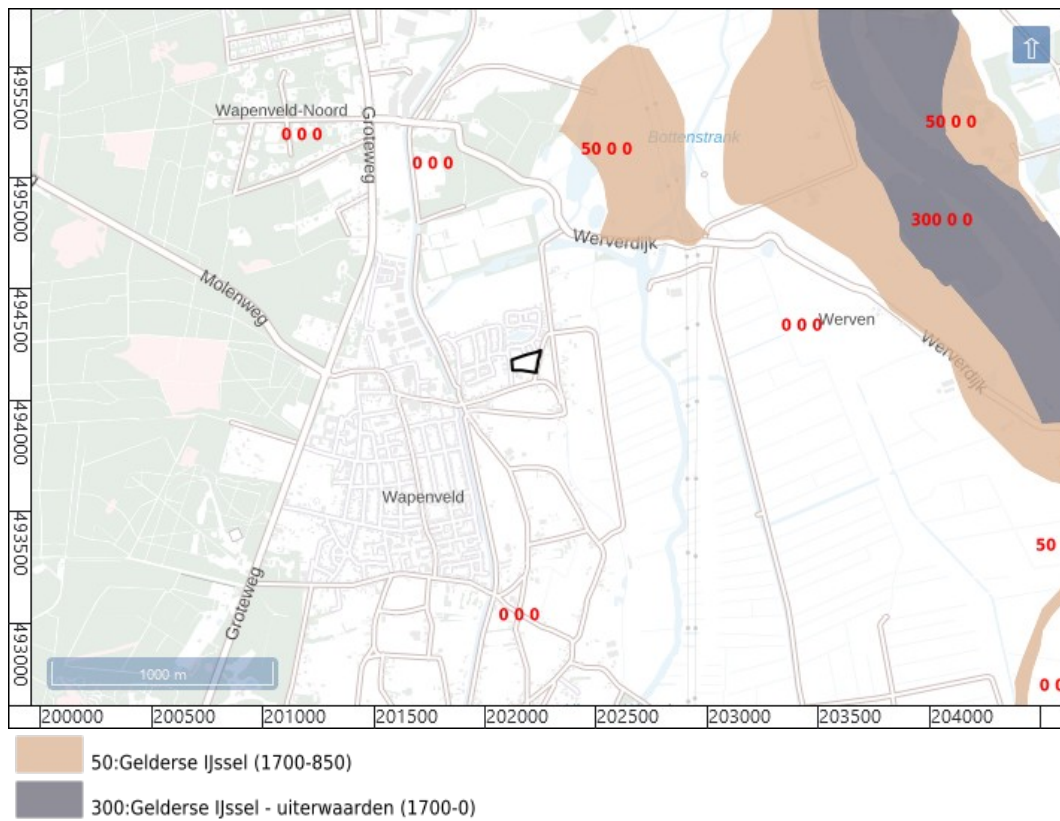 495500
495000
494500
494000
493500
493000
Wapenveld-Noord
0 0 0
Groteweg
0 0 0
50 0 0
Bottenstrank
50 0 0
300 0 0
Werverdijk
Molenweg
0 0 0
Werven
Werverdijk
Wapenveld
50
Groteweg
0 0 0
0 0
1000 m
200000
200500
201000
201500
202000
202500
203000
203500
204000
50:Gelderse IJssel (1700-850)
300:Gelderse IJssel - uiterwaarden (1700-0)